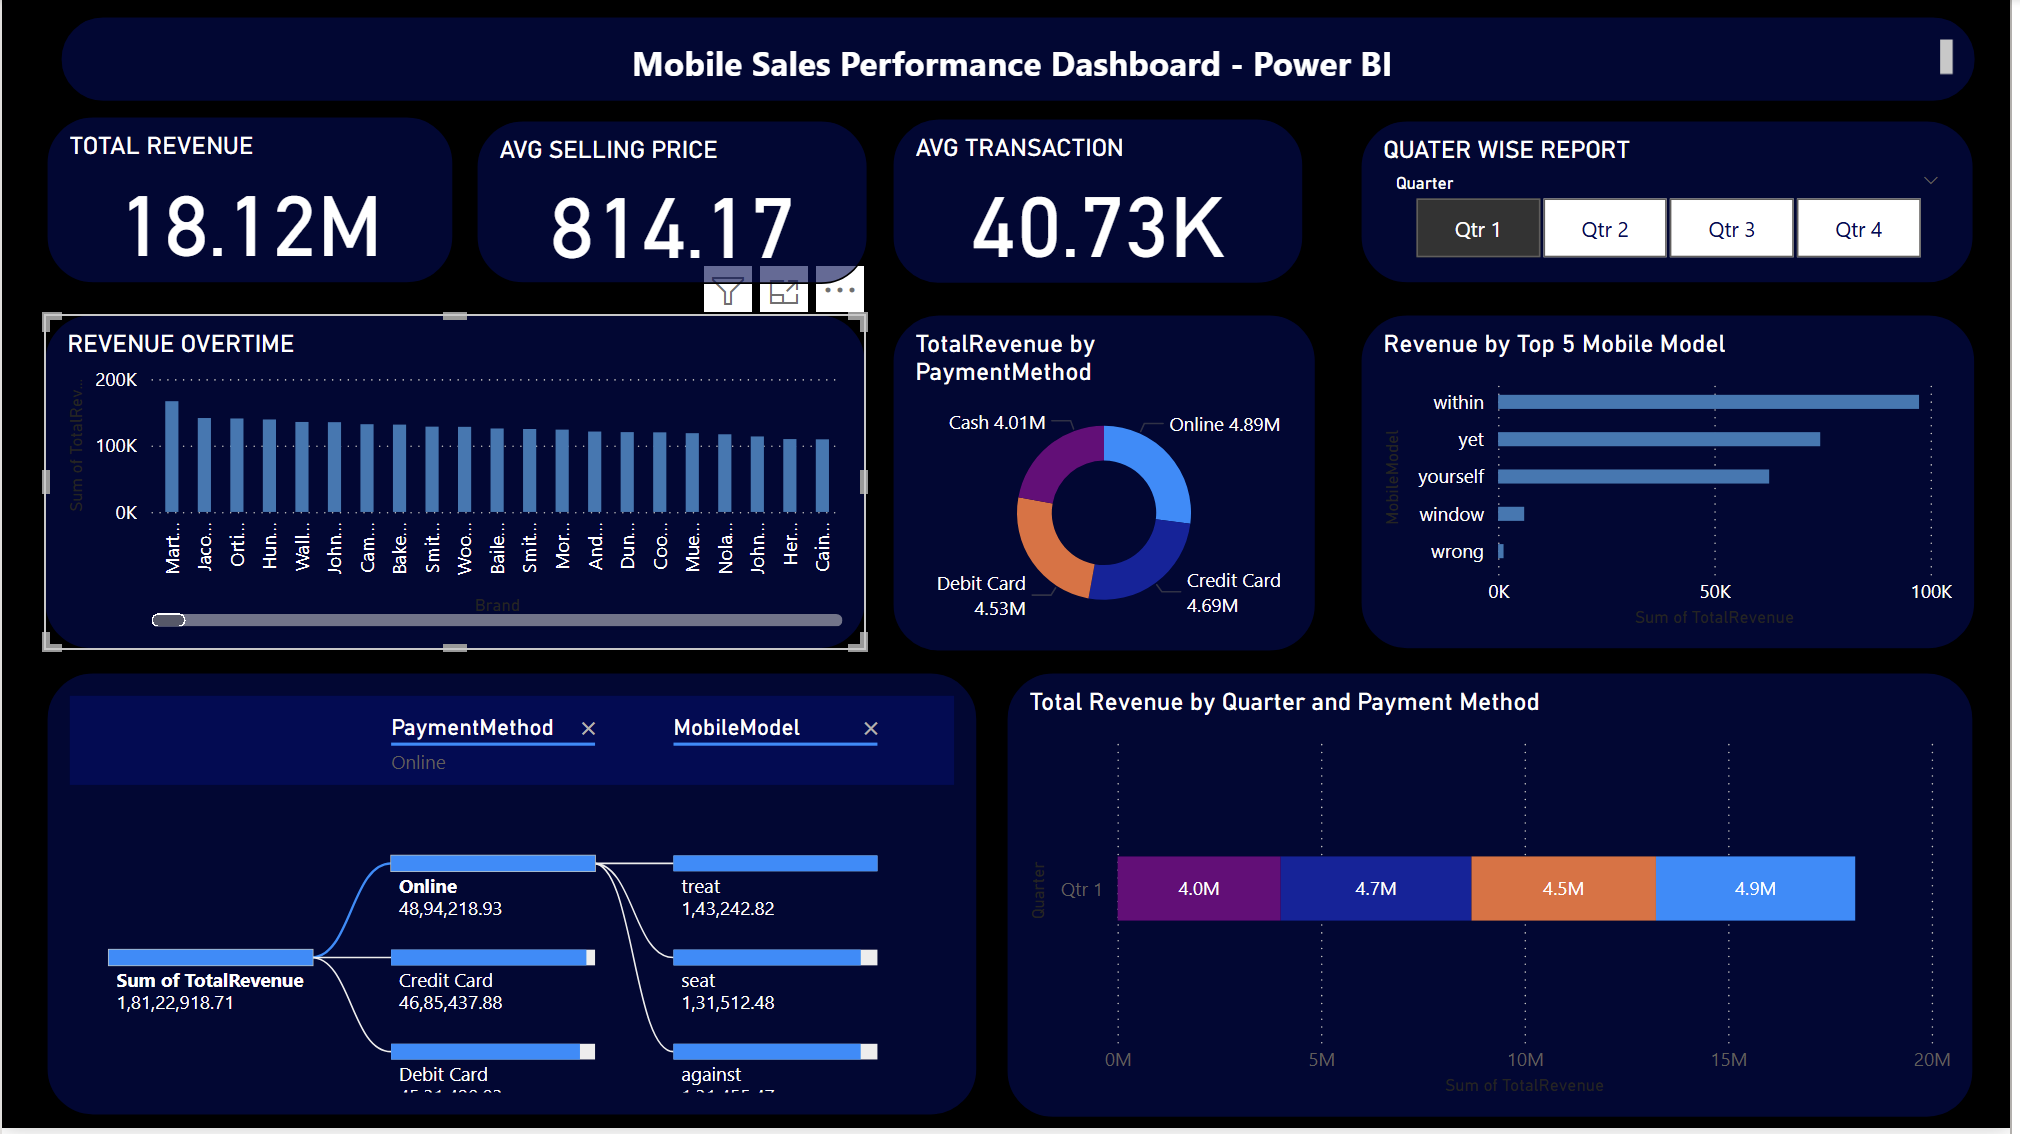 Mobile Sales Performance Dashboard - Power BI
TOTAL REVENUE
18.12M
AVG SELLING PRICE
814.17
AVG TRANSACTION
40.73K
QUATER WISE REPORT
Quarter
Qtr 1
Qtr 2
Qtr 3
Qtr 4
REVENUE OVERTIME
Sum of TotalRev...
200K
100K
0K
Mart...
Jaco...
Orti...
Hun...
Wall...
John...
Cam...
Bake...
Smit...
Woo...
Baile...
Smit...
Mor...
And...
Dun...
Coo...
Mue...
Nola...
John...
Her...
Cain...
Brand
TotalRevenue by
PaymentMethod
Cash 4.01M
Online 4.89M
Debit Card
4.53M
Credit Card
4.69M
Revenue by Top 5 Mobile Model
MobileModel
within
yet
yourself
window
wrong
0K
50K
100K
Sum of TotalRevenue
PaymentMethod
Online
MobileModel
Sum of TotalRevenue
1,81,22,918.71
Online
48,94,218.93
Credit Card
46,85,437.88
Debit Card
treat
1,43,242.82
seat
1,31,512.48
against
Total Revenue by Quarter and Payment Method
Quarter
Qtr 1
4.0M
4.7M
4.5M
4.9M
0M
5M
10M
15M
20M
Sum of TotalRevenue